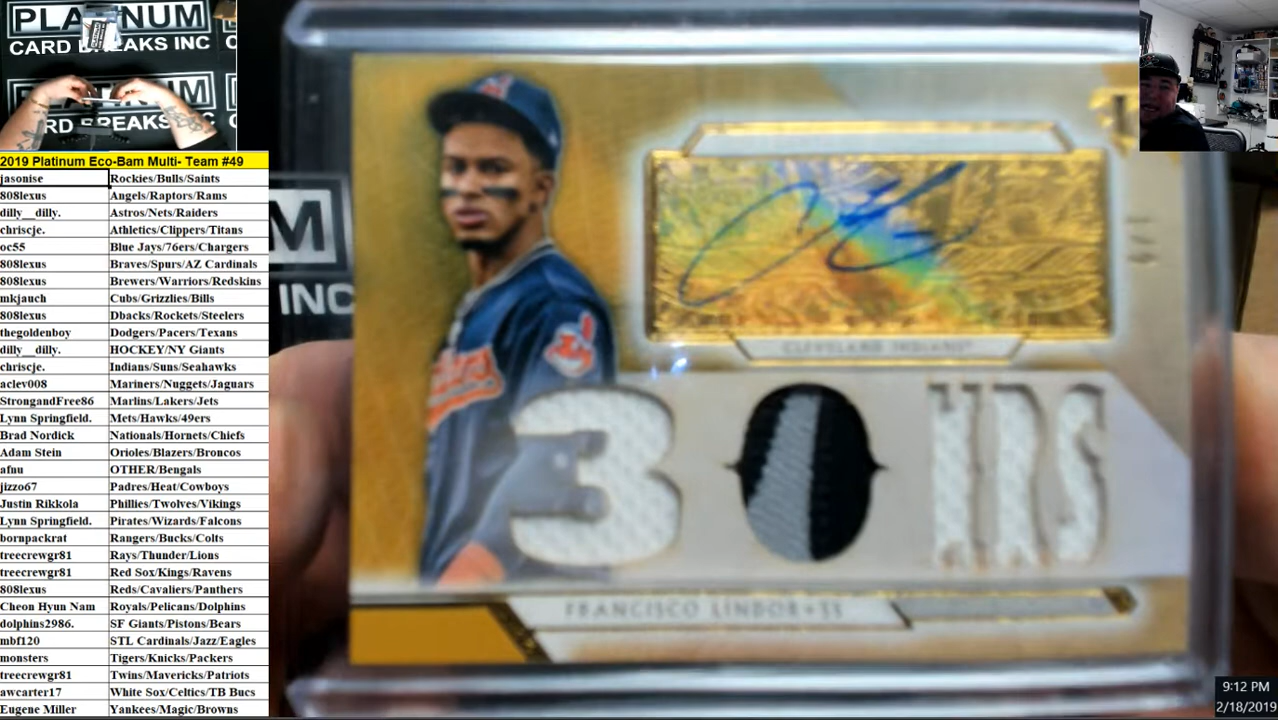 PLATINUM
CARD BREAKS INC
PLATINUM
CARD BREAKS
2019 Platinum Eco-Bam Multi- Team #49
jasonise Rockies/Bulls/Saints
808lexus Angels/Raptors/Rams
dilly__dilly. Astros/Nets/Raiders
chriscje. Athletics/Clippers/Titans
oc55 Blue Jays/76ers/Chargers
808lexus Braves/Spurs/AZ Cardinals
808lexus Brewers/Warriors/Redskins
mkjauch Cubs/Grizzlies/Bills
808lexus Dbacks/Rockets/Steelers
thegoldenboy Dodgers/Pacers/Texans
dilly__dilly. HOCKEY/NY Giants
chriscje. Indians/Suns/Seahawks
aclev008 Mariners/Nuggets/Jaguars
StrongandFree86 Marlins/Lakers/Jets
Lynn Springfield. Mets/Hawks/49ers
Brad Nordick Nationals/Hornets/Chiefs
Adam Stein Orioles/Blazers/Broncos
afnu OTHER/Bengals
jizzo67 Padres/Heat/Cowboys
Justin Rikkola Phillies/Twolves/Vikings
Lynn Springfield. Pirates/Wizards/Falcons
bornpackrat Rangers/Bucks/Colts
treecrewgr81 Rays/Thunder/Lions
treecrewgr81 Red Sox/Kings/Ravens
808lexus Reds/Cavaliers/Panthers
Cheon Hyun Nam Royals/Pelicans/Dolphins
dolphins2986. SF Giants/Pistons/Bears
mbf120 STL Cardinals/Jazz/Eagles
monsters Tigers/Knicks/Packers
treecrewgr81 Twins/Mavericks/Patriots
awcarter17 White Sox/Celtics/TB Bucs
Eugene Miller Yankees/Magic/Browns
M
INC
CLEVELAND INDIANS
30 HRS
FRANCISCO LINDOR • SS
9:12 PM
2/18/2019